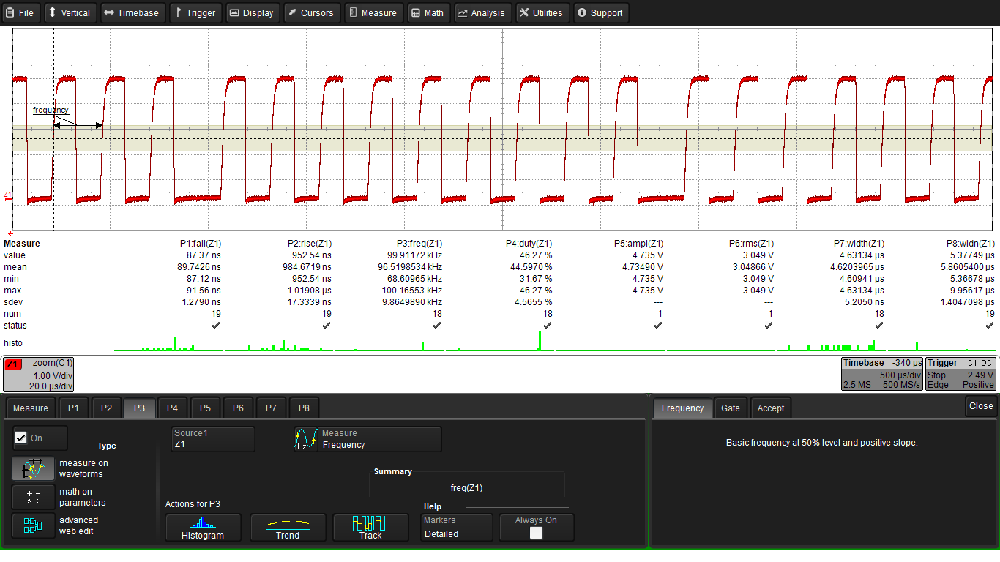 File Vertical Timebase Trigger Display Cursors Measure Math Analysis Utilities Support
frequency
Z1
Measure P1:fall(Z1) P2:rise(Z1) P3:freq(Z1) P4:duty(Z1) P5:ampl(Z1) P6:rms(Z1) P7:width(Z1) P8:widn(Z1)
value 87.37 ns 952.54 ns 99.91172 kHz 46.27 % 4.735 V 3.049 V 4.63134 µs 5.37749 µs
mean 89.7426 ns 984.6719 ns 96.5198534 kHz 44.5970 % 4.73490 V 3.04866 V 4.6203965 µs 5.8605400 µs
min 87.12 ns 952.54 ns 68.60965 kHz 31.67 % 4.735 V 3.049 V 4.60941 µs 5.36678 µs
max 91.56 ns 1.01908 µs 100.16553 kHz 46.27 % 4.735 V 3.049 V 4.63134 µs 9.95617 µs
sdev 1.2790 ns 17.3339 ns 9.8649890 kHz 4.5655 % --- --- 5.2050 ns 1.4047098 µs
num 19 19 18 18 1 1 18 19
status
histo
Z1 zoom(C1)
1.00 V/div
20.0 µs/div
Timebase -340 µs
500 µs/div
2.5 MS 500 MS/s
Trigger C1 DC
Stop 2.49 V
Edge Positive
Measure P1 P2 P3 P4 P5 P6 P7 P8
On
Type
measure on
waveforms
math on
parameters
advanced
web edit
Source1
Z1
Hz
Measure
Frequency
Summary
freq(Z1)
Actions for P3
Histogram
Trend
Track
Help
Markers
Detailed
Always On
Frequency Gate Accept
Close
Basic frequency at 50% level and positive slope.